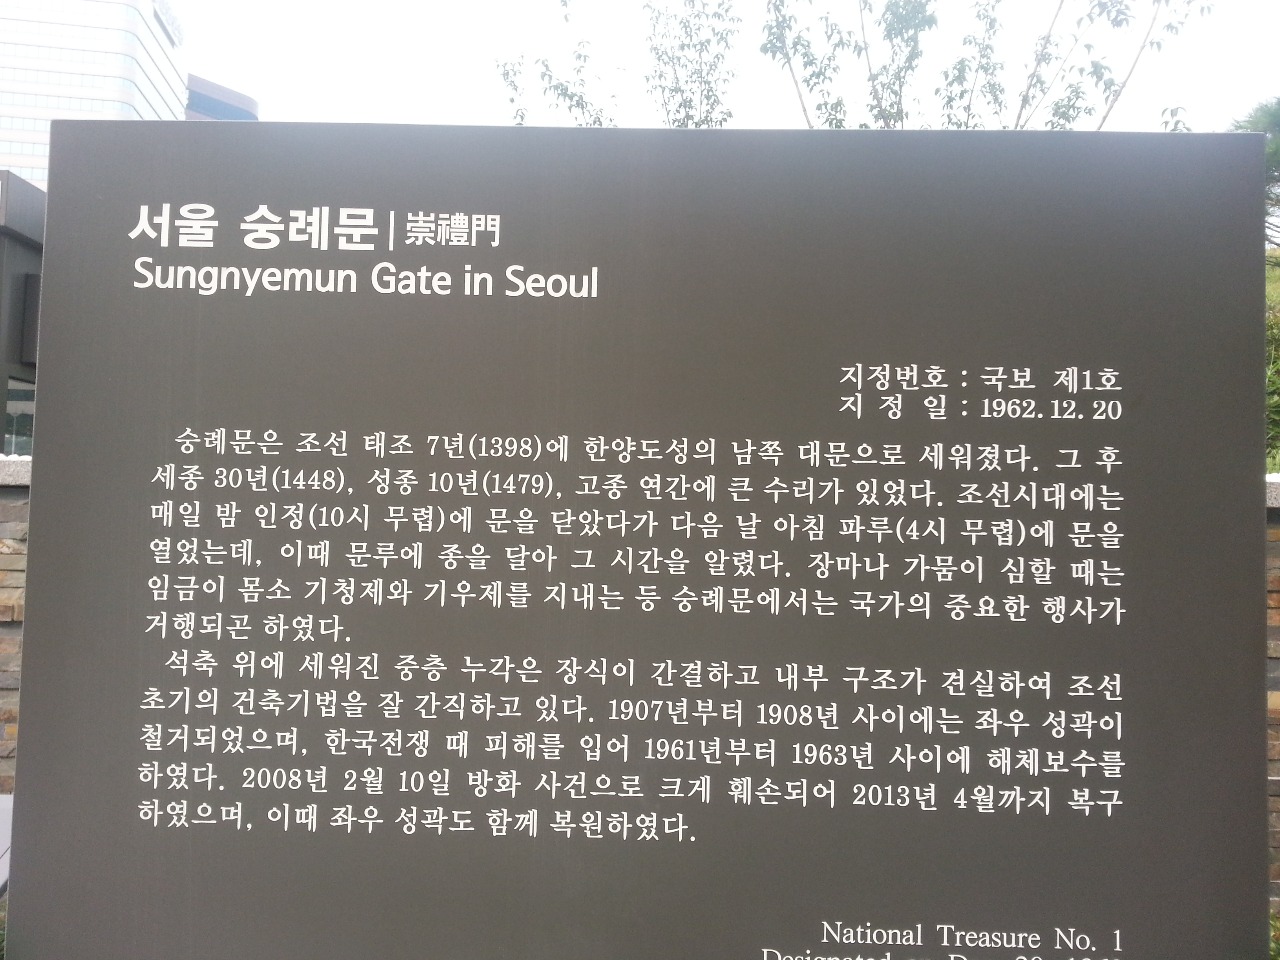 서울 숭례문 | 崇禮門
Sungnyemun Gate in Seoul
지정번호 : 국보 제1호
지 정 일 : 1962. 12. 20
숭례문은 조선 태조 7년(1398)에 한양도성의 남쪽 대문으로 세워졌다. 그 후
세종 30년(1448), 성종 10년(1479), 고종 연간에 큰 수리가 있었다. 조선시대에는
매일 밤 인정(10시 무렵)에 문을 닫았다가 다음 날 아침 파루(4시 무렵)에 문을
열었는데, 이때 문루에 종을 달아 그 시간을 알렸다. 장마나 가뭄이 심할 때는
임금이 몸소 기청제와 기우제를 지내는 등 숭례문에서는 국가의 중요한 행사가
거행되곤 하였다.
석축 위에 세워진 중층 누각은 장식이 간결하고 내부 구조가 견실하여 조선
초기의 건축기법을 잘 간직하고 있다. 1907년부터 1908년 사이에는 좌우 성곽이
철거되었으며, 한국전쟁 때 피해를 입어 1961년부터 1963년 사이에 해체보수를
하였다. 2008년 2월 10일 방화 사건으로 크게 훼손되어 2013년 4월까지 복구
하였으며, 이때 좌우 성곽도 함께 복원하였다.
National Treasure No. 1
Designated on Dec. 20,